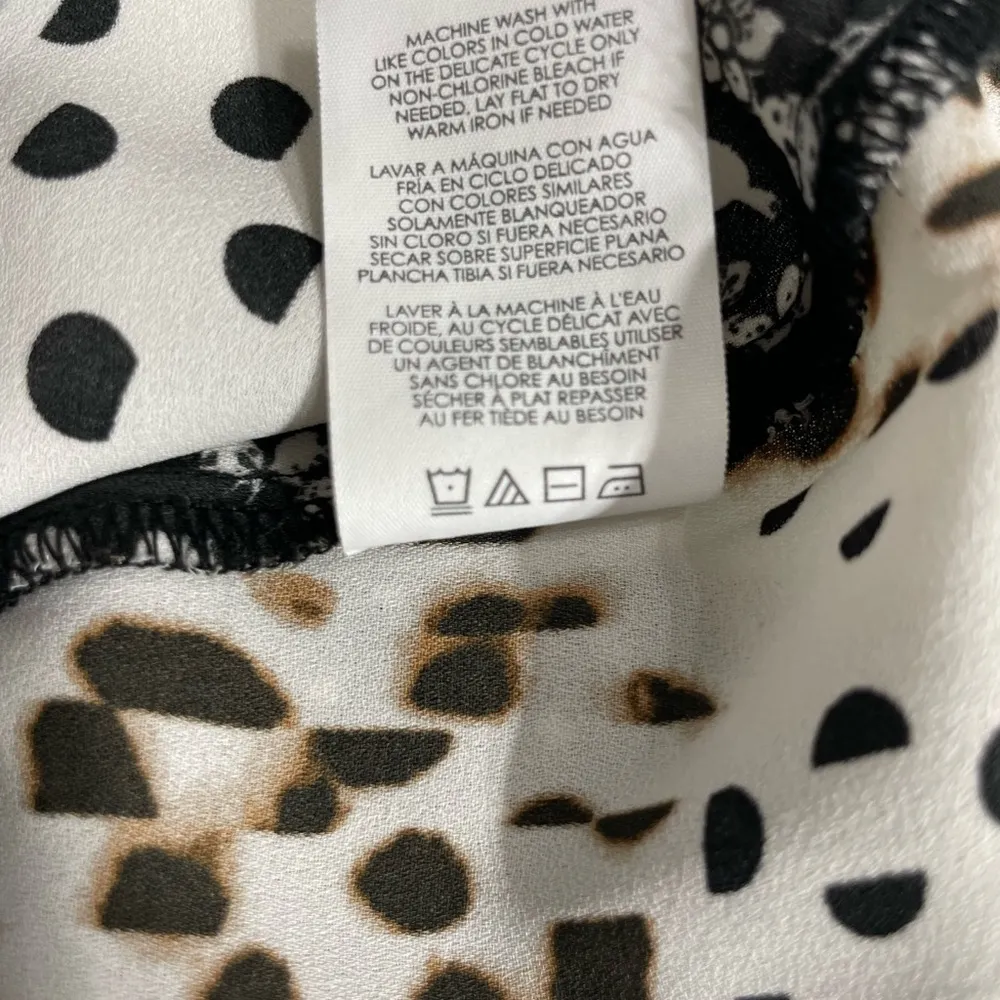 MACHINE WASH WITH
LIKE COLORS IN COLD WATER
ON THE DELICATE CYCLE ONLY
NON-CHLORINE BLEACH IF
NEEDED, LAY FLAT TO DRY
WARM IRON IF NEEDED
LAVAR A MÁQUINA CON AGUA
FRÍA EN CICLO DELICADO
CON COLORES SIMILARES
SOLAMENTE BLANQUEADOR
SIN CLORO SI FUERA NECESARIO
SECAR SOBRE SUPERFICIE PLANA
PLANCHA TIBIA SI FUERA NECESARIO
LAVER À LA MACHINE À L'EAU
FROIDE, AU CYCLE DÉLICAT AVEC
DE COULEURS SEMBLABLES UTILISER
UN AGENT DE BLANCHIMENT
SANS CHLORE AU BESOIN
SÉCHER À PLAT REPASSER
AU FER TIÈDE AU BESOIN